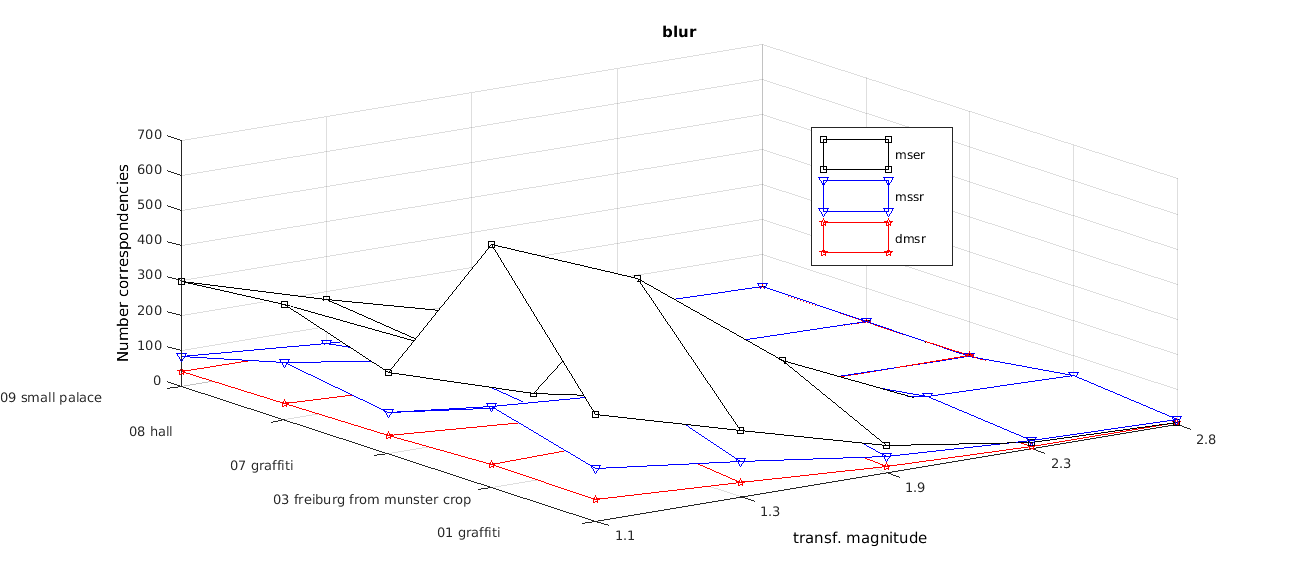 blur
700
600
500
400
300
200
100
0
Number correspondencies
mser
mssr
dmsr
09 small palace
08 hall
07 graffiti
03 freiburg from munster crop
01 graffiti
1.1
1.3
1.9
2.3
2.8
transf. magnitude